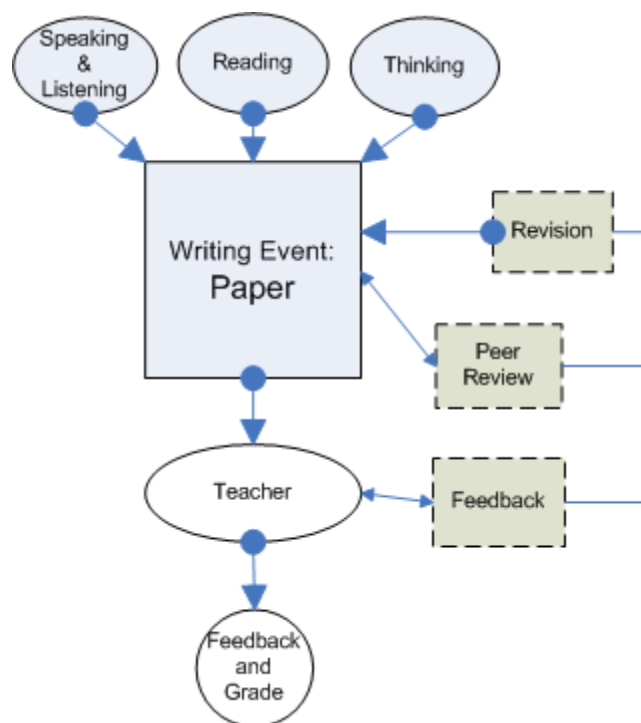 Speaking
&
Listening
Reading
Thinking
Writing Event:
Paper
Revision
Peer
Review
Teacher
Feedback
Feedback
and
Grade